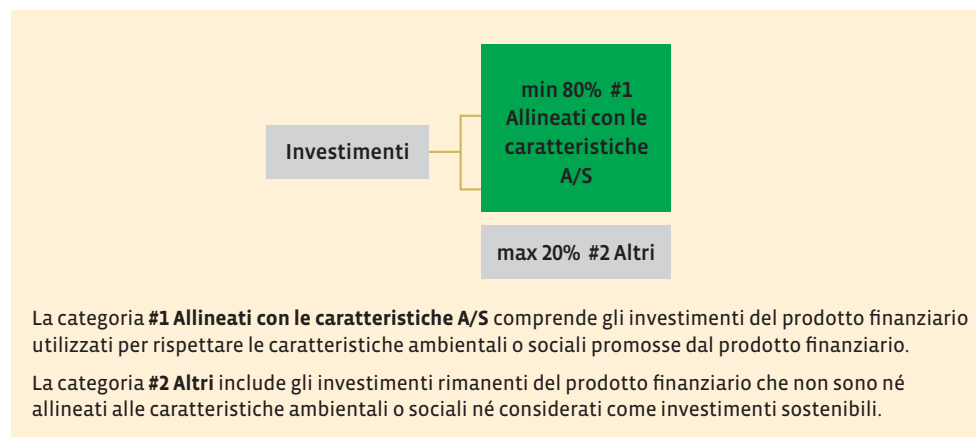 min 80% #1
Allineati con le
caratteristiche
A/S
Investimenti
max 20% #2 Altri
La categoria #1 Allineati con le caratteristiche A/S comprende gli investimenti del prodotto finanziario
utilizzati per rispettare le caratteristiche ambientali o sociali promosse dal prodotto finanziario.
La categoria #2 Altri include gli investimenti rimanenti del prodotto finanziario che non sono né
allineati alle caratteristiche ambientali o sociali né considerati come investimenti sostenibili.